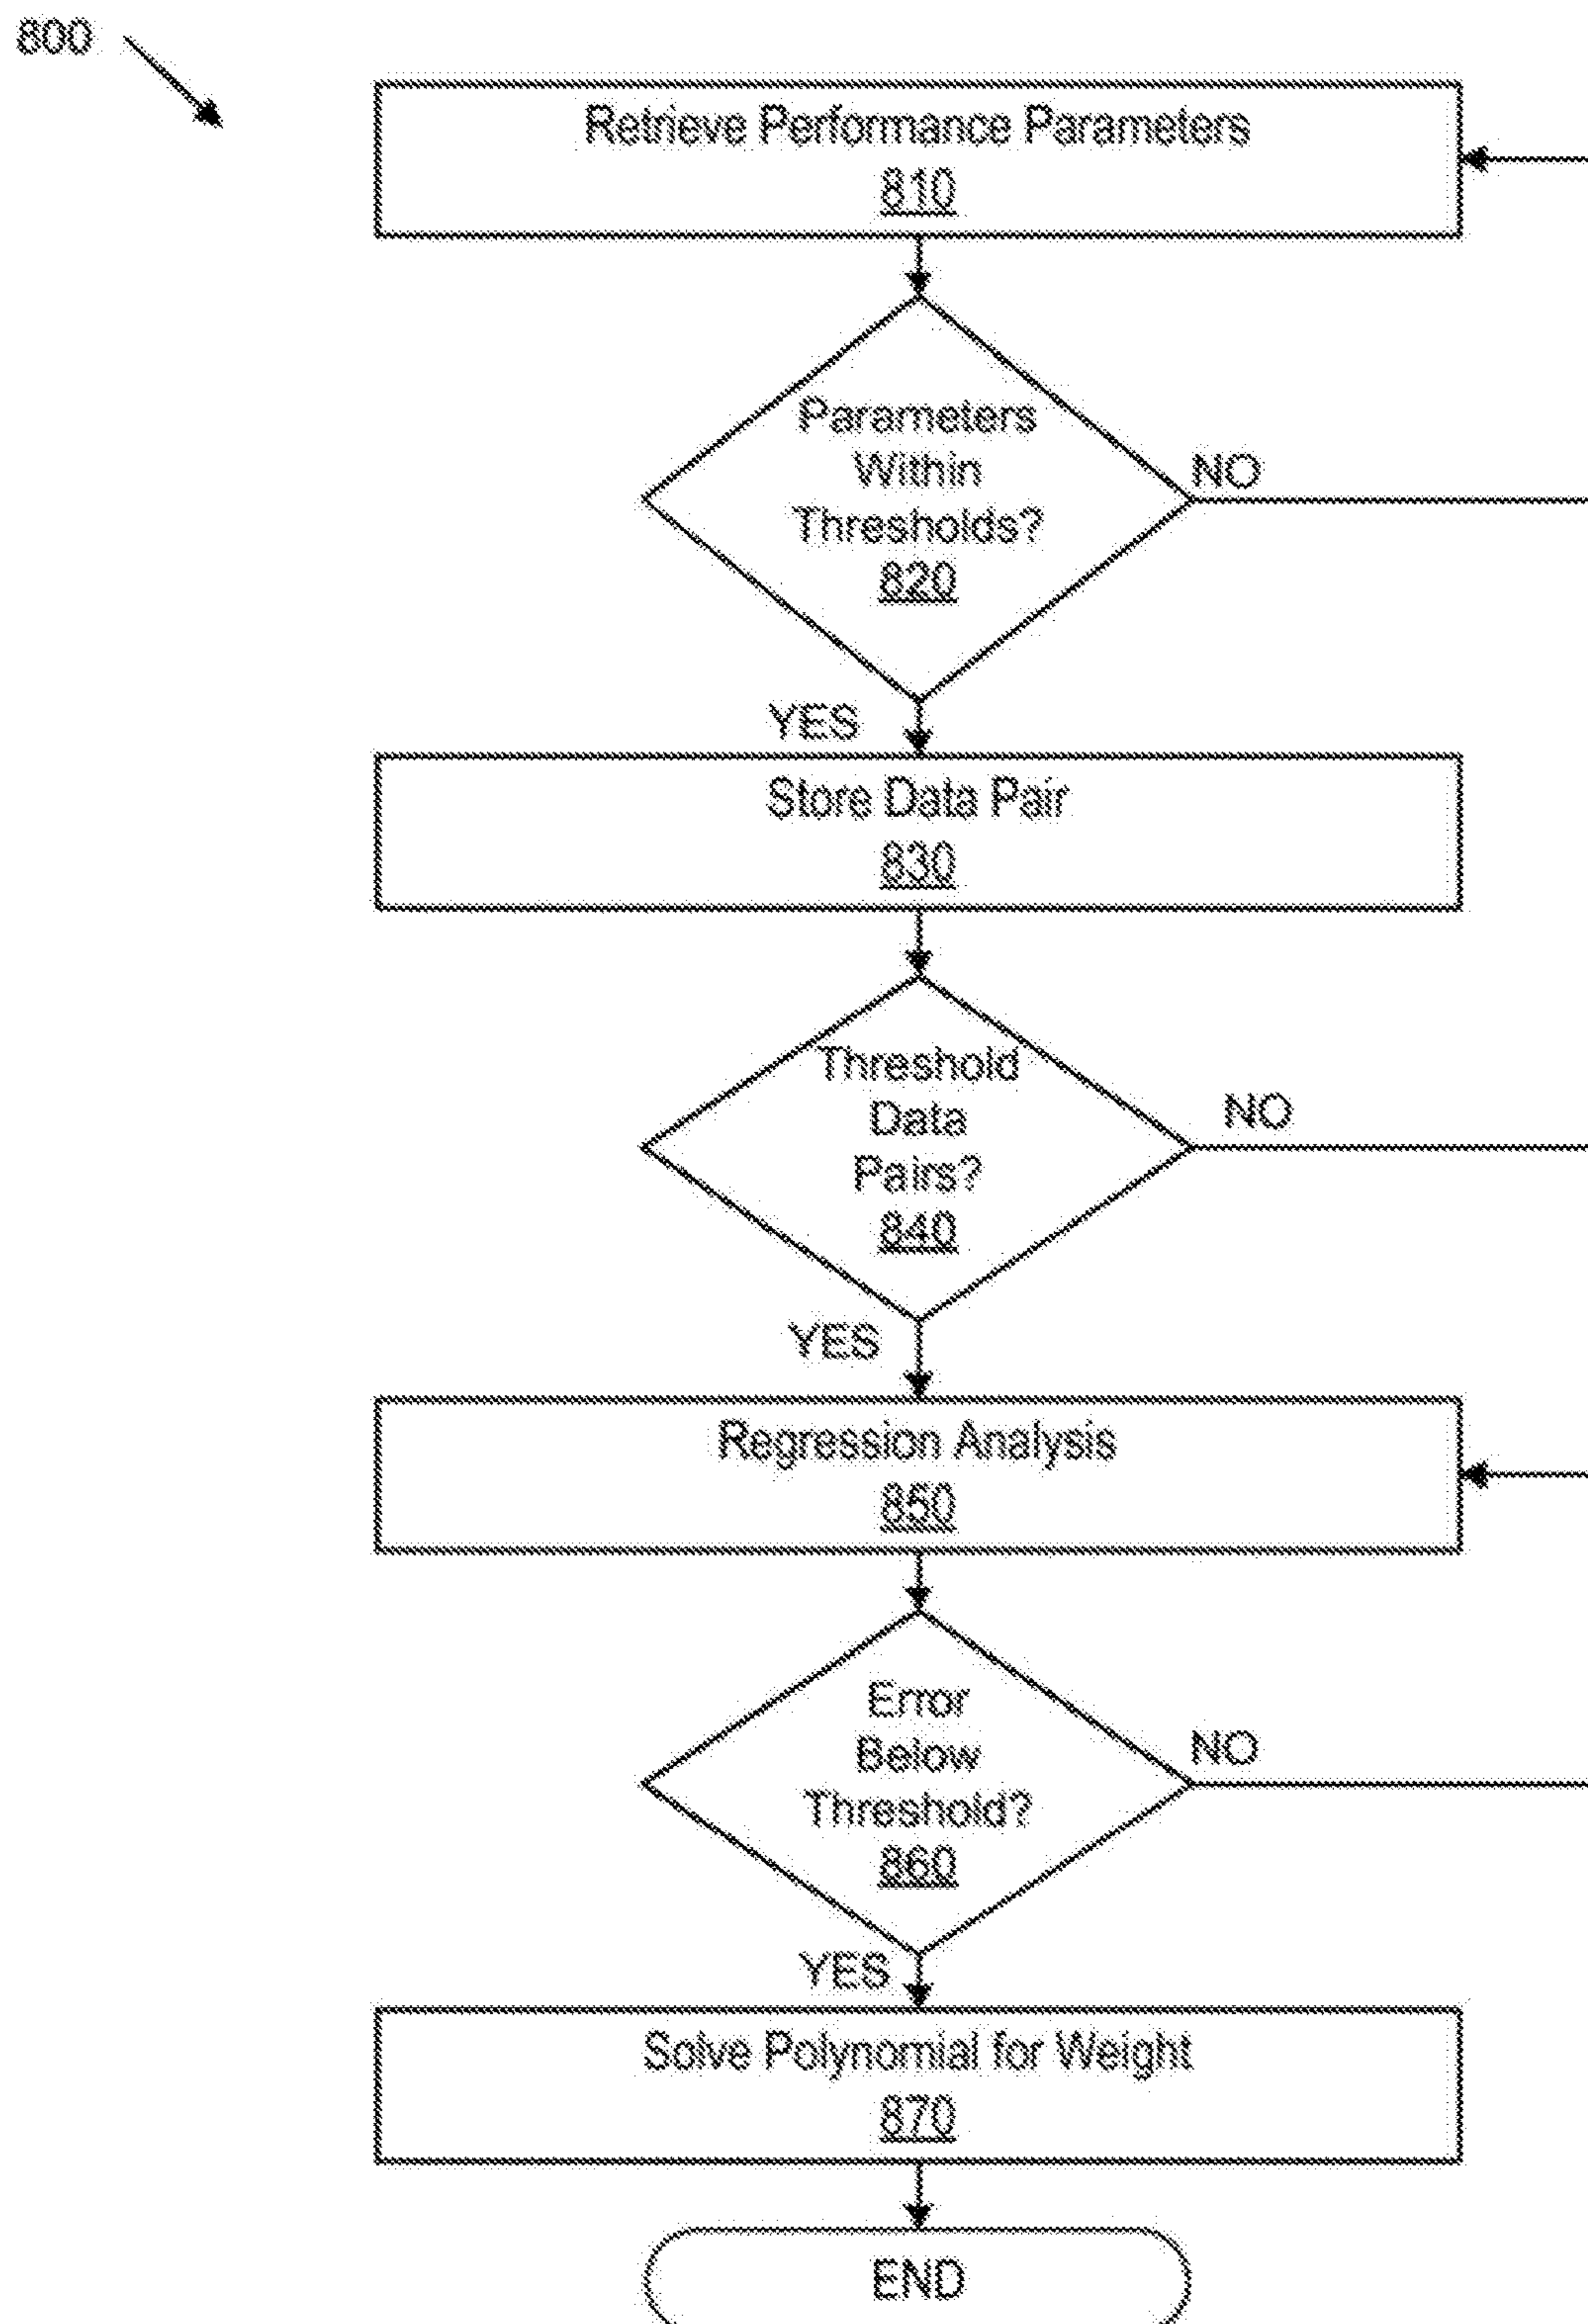 800
Retrieve Performance Parameters
810
Parameters
Within
Thresholds?
820
NO
YES
Store Data Pair
830
Threshold
Data
Pairs?
840
NO
YES
Regression Analysis
850
Error
Below
Threshold?
860
NO
YES
Solve Polynomial for Weight
870
END